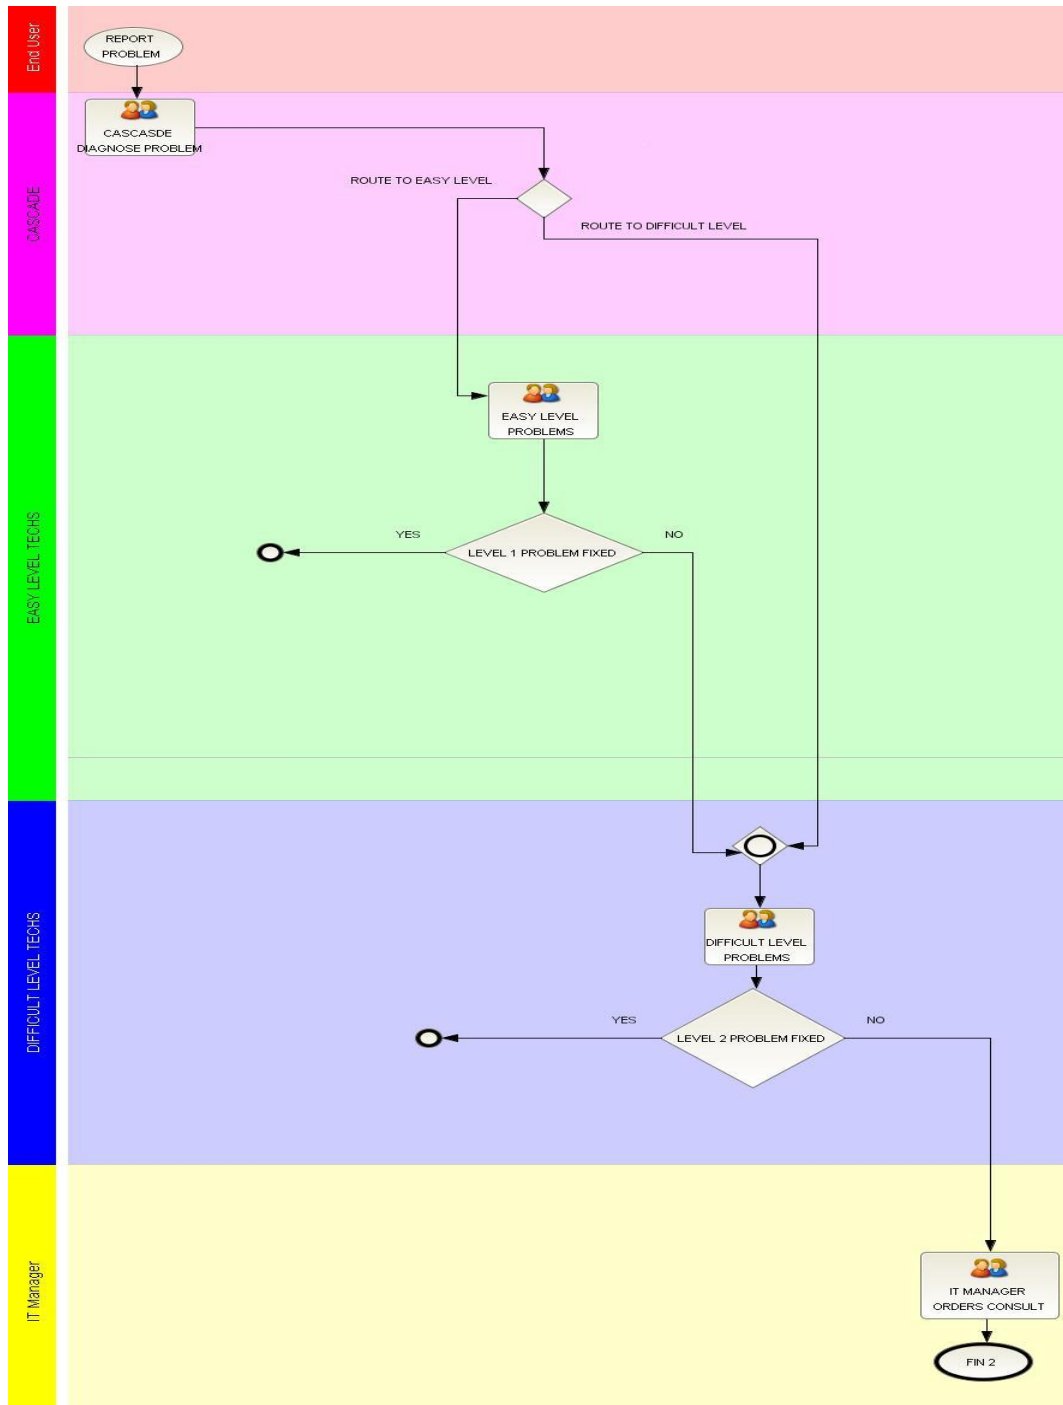 End User
REPORT
PROBLEM
CASCADE
CASCASDE
DIAGNOSE PROBLEM
ROUTE TO EASY LEVEL
ROUTE TO DIFFICULT LEVEL
EASY LEVEL TECHS
EASY LEVEL
PROBLEMS
YES
LEVEL 1 PROBLEM FIXED
NO
DIFFICULT LEVEL TECHS
DIFFICULT LEVEL
PROBLEMS
YES
LEVEL 2 PROBLEM FIXED
NO
IT Manager
IT MANAGER
ORDERS CONSULT
FIN 2